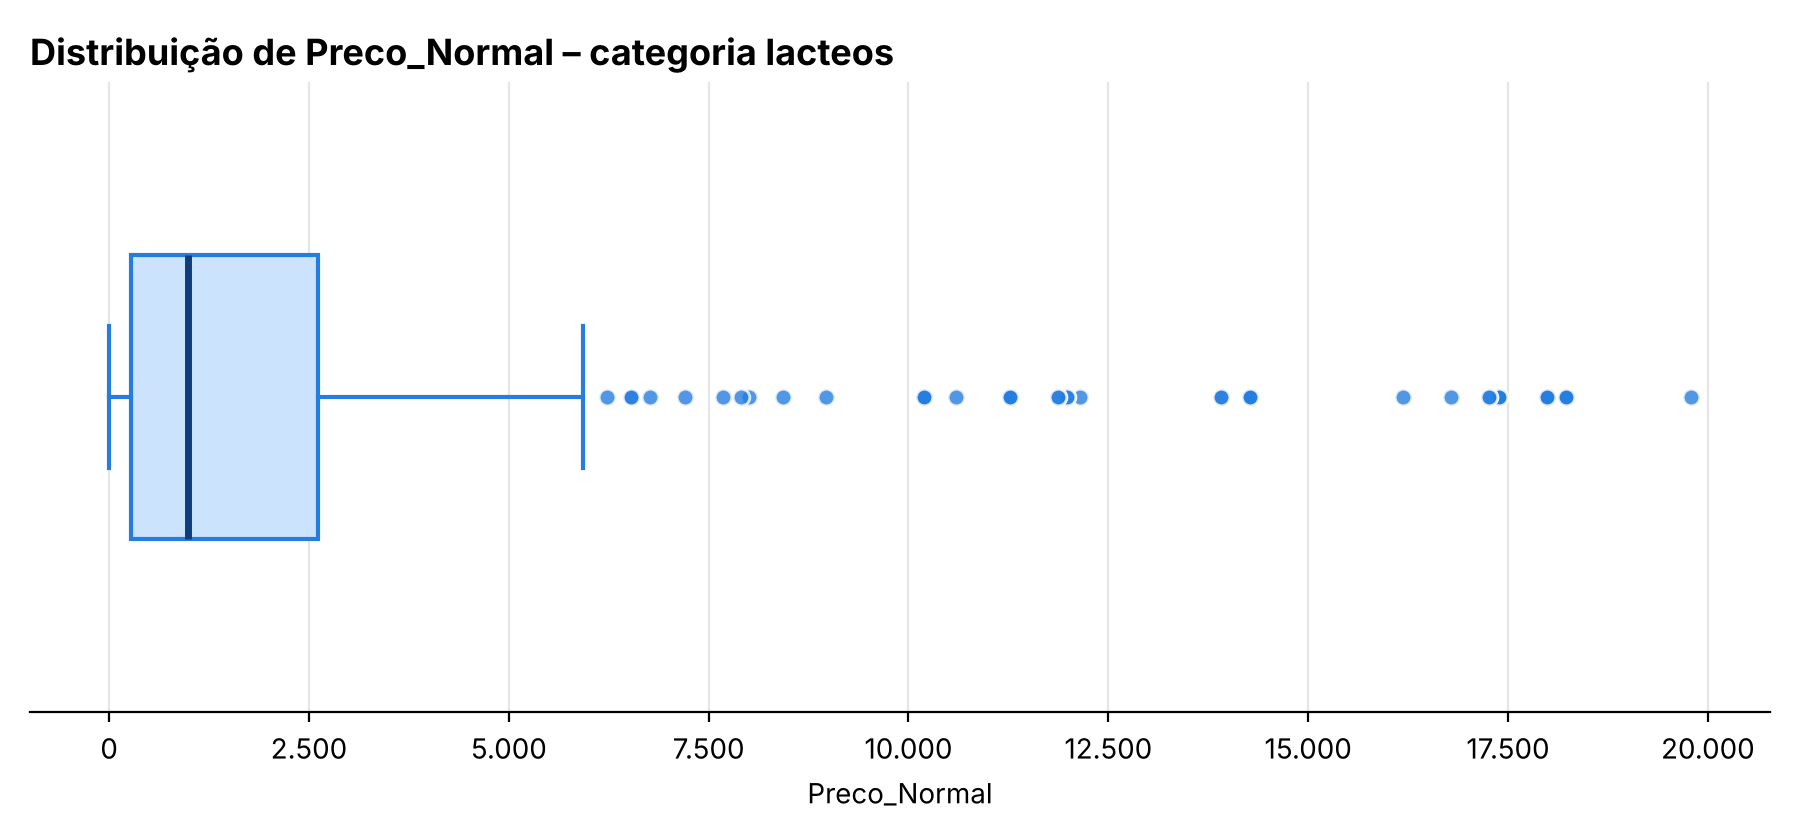 Distribuição de Preco_Normal – categoria lacteos
0 2.500 5.000 7.500 10.000 12.500 15.000 17.500 20.000
Preco_Normal